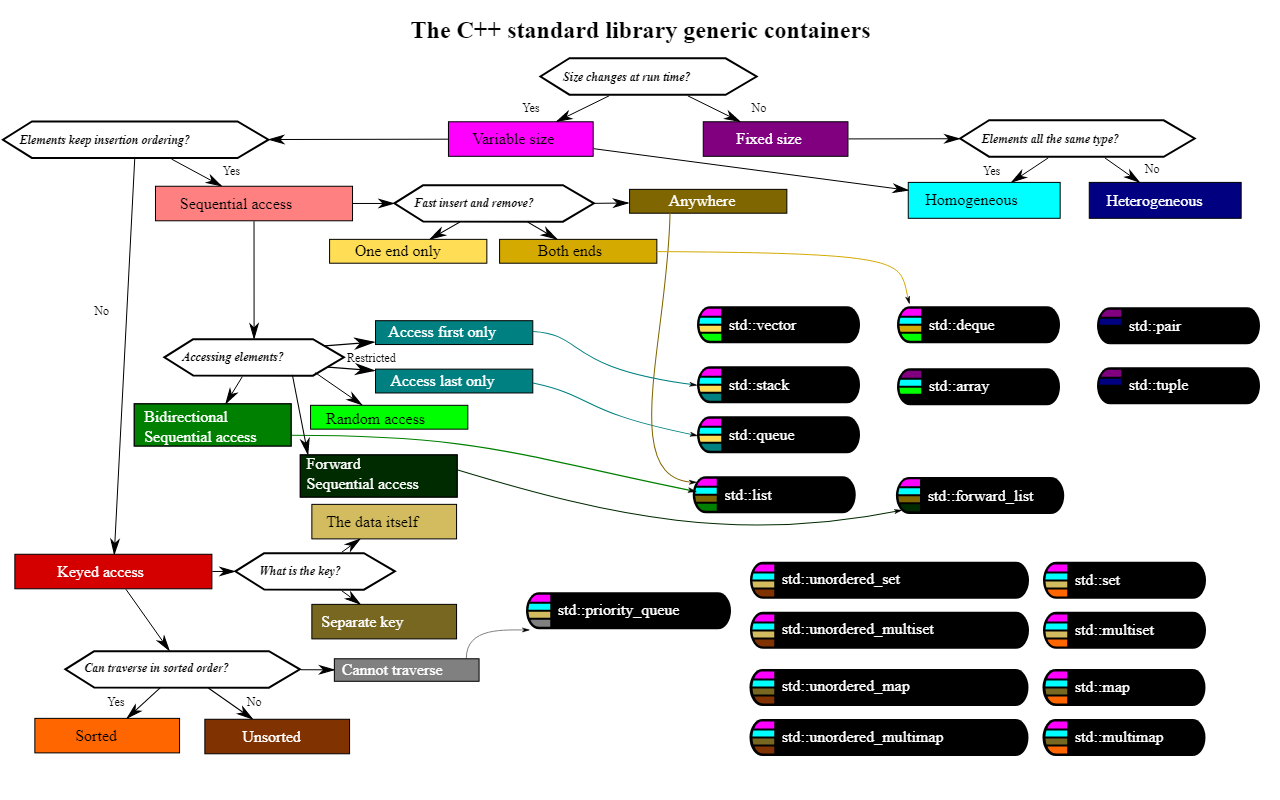 The C++ standard library generic containers
Size changes at run time?
Yes
No
Elements keep insertion ordering?
Variable size
Fixed size
Elements all the same type?
Yes
Yes
No
Sequential access
Fast insert and remove?
Anywhere
Homogeneous
Heterogeneous
One end only
Both ends
No
Access first only
Accessing elements?
Restricted
Access last only
Bidirectional
Sequential access
Random access
Forward
Sequential access
std::vector
std::deque
std::pair
std::stack
std::array
std::tuple
std::queue
std::list
std::forward_list
The data itself
Keyed access
What is the key?
Separate key
std::priority_queue
std::unordered_set
std::set
std::unordered_multiset
std::multiset
Can traverse in sorted order?
Cannot traverse
std::unordered_map
std::map
Yes
No
Sorted
Unsorted
std::unordered_multimap
std::multimap